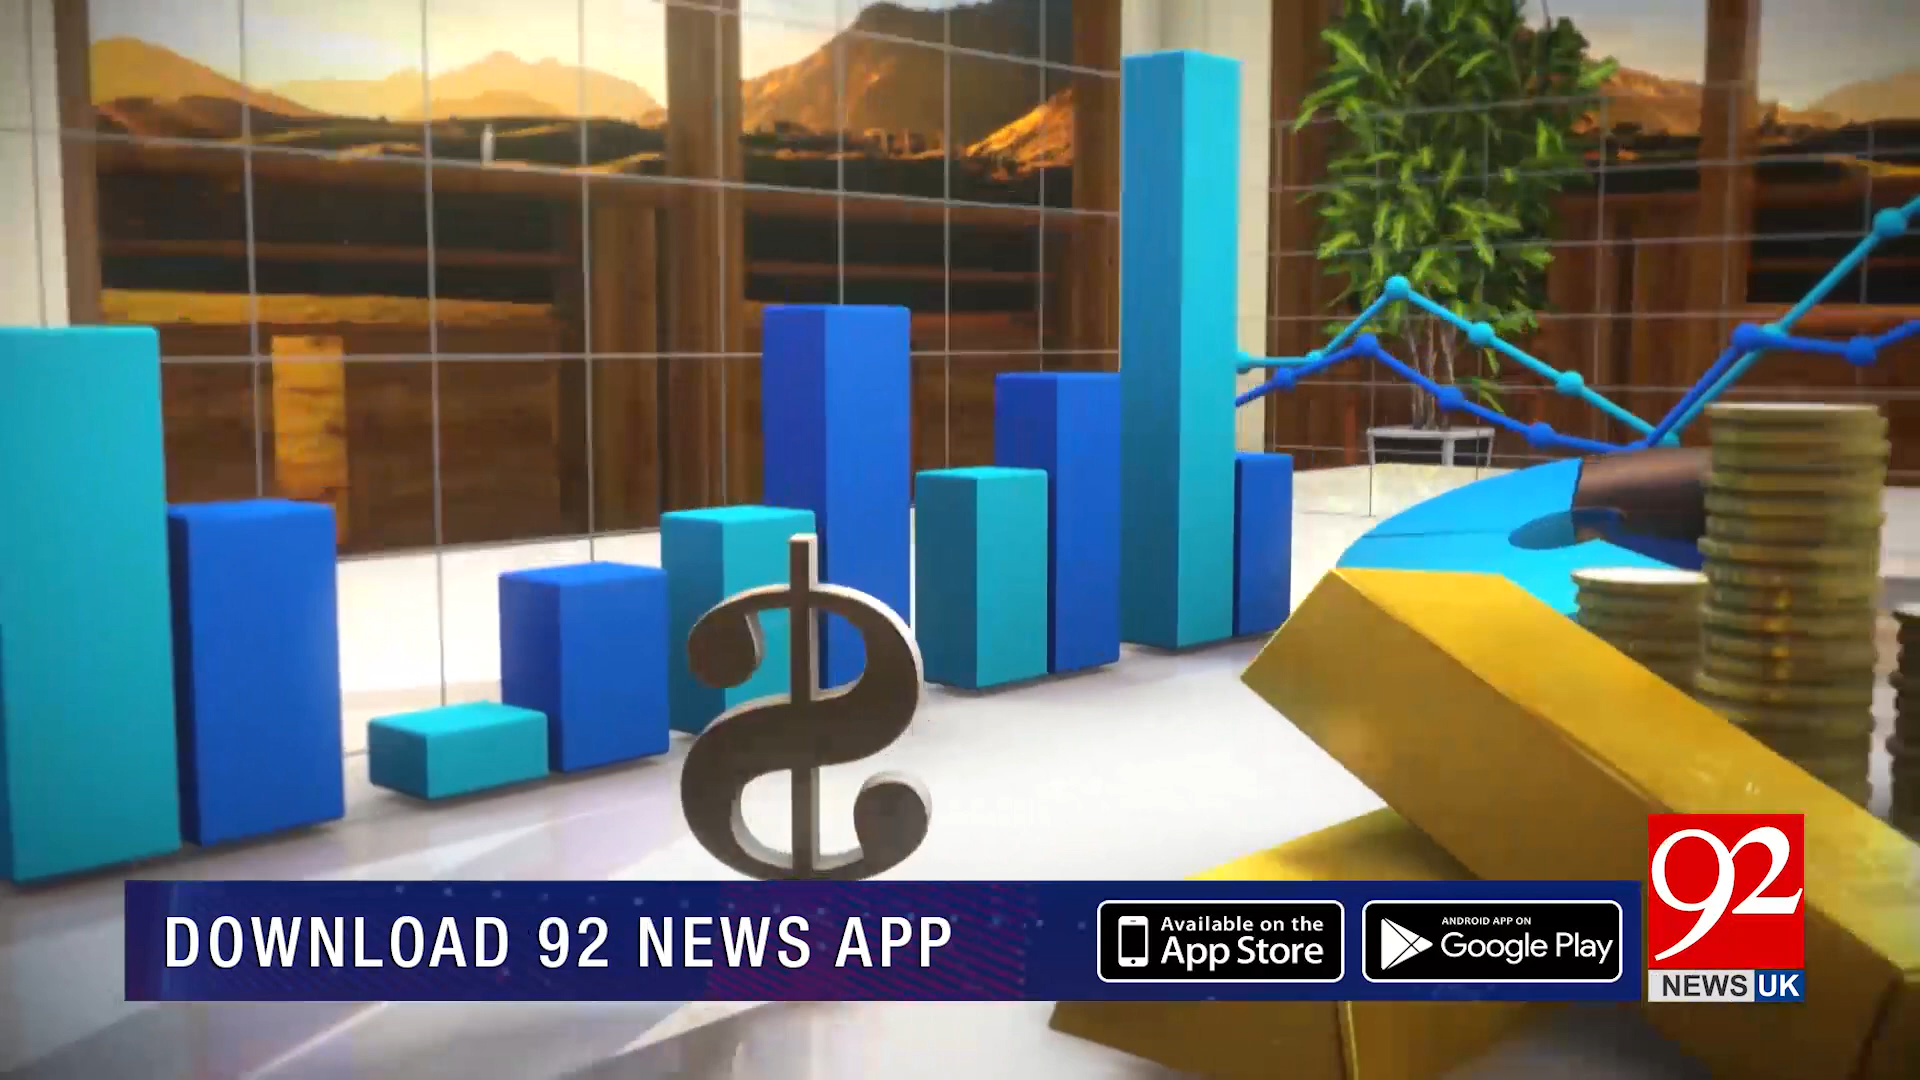 DOWNLOAD 92 NEWS APP
Available on the
App Store
ANDROID APP ON
Google Play
92
NEWS UK